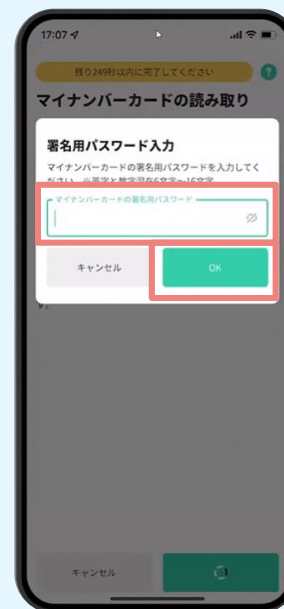 17:07
残り249秒以内に完了してください
?
マイナンバーカードの読み取り
署名用パスワード入力
マイナンバーカードの署名用パスワードを入力してく
ださい。※英字と数字混在6文字~16文字
マイナンバーカードの署名用パスワード
キャンセル
OK
す。
キャンセル